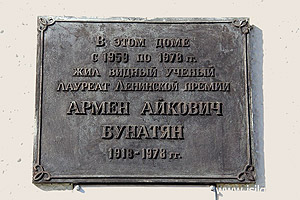 В этом доме
с 1959 по 1978 гг.
жил видный ученый
лауреат Ленинской премии
Армен Айкович
Бунатян
1918-1978 гг.